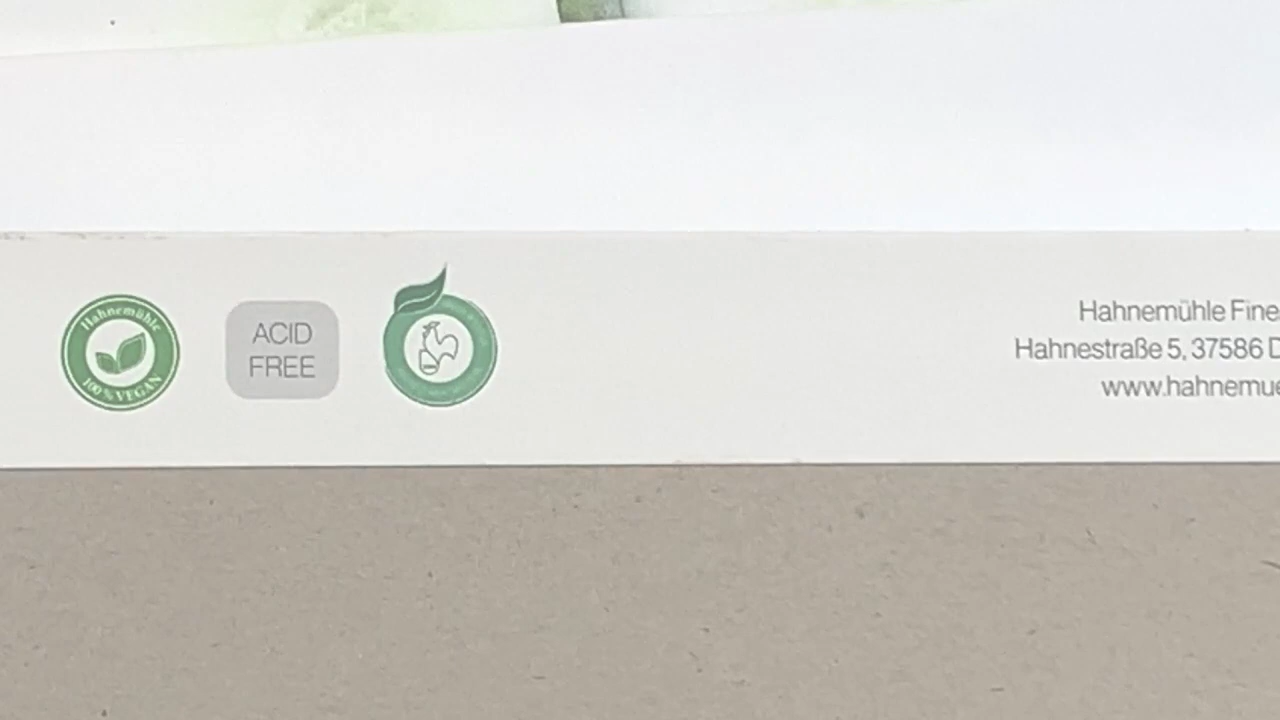 Hahnemühle
100% VEGAN
ACID
FREE
Hahnemühle Fine
Hahnestraße 5, 37586 D
www.hahnemue